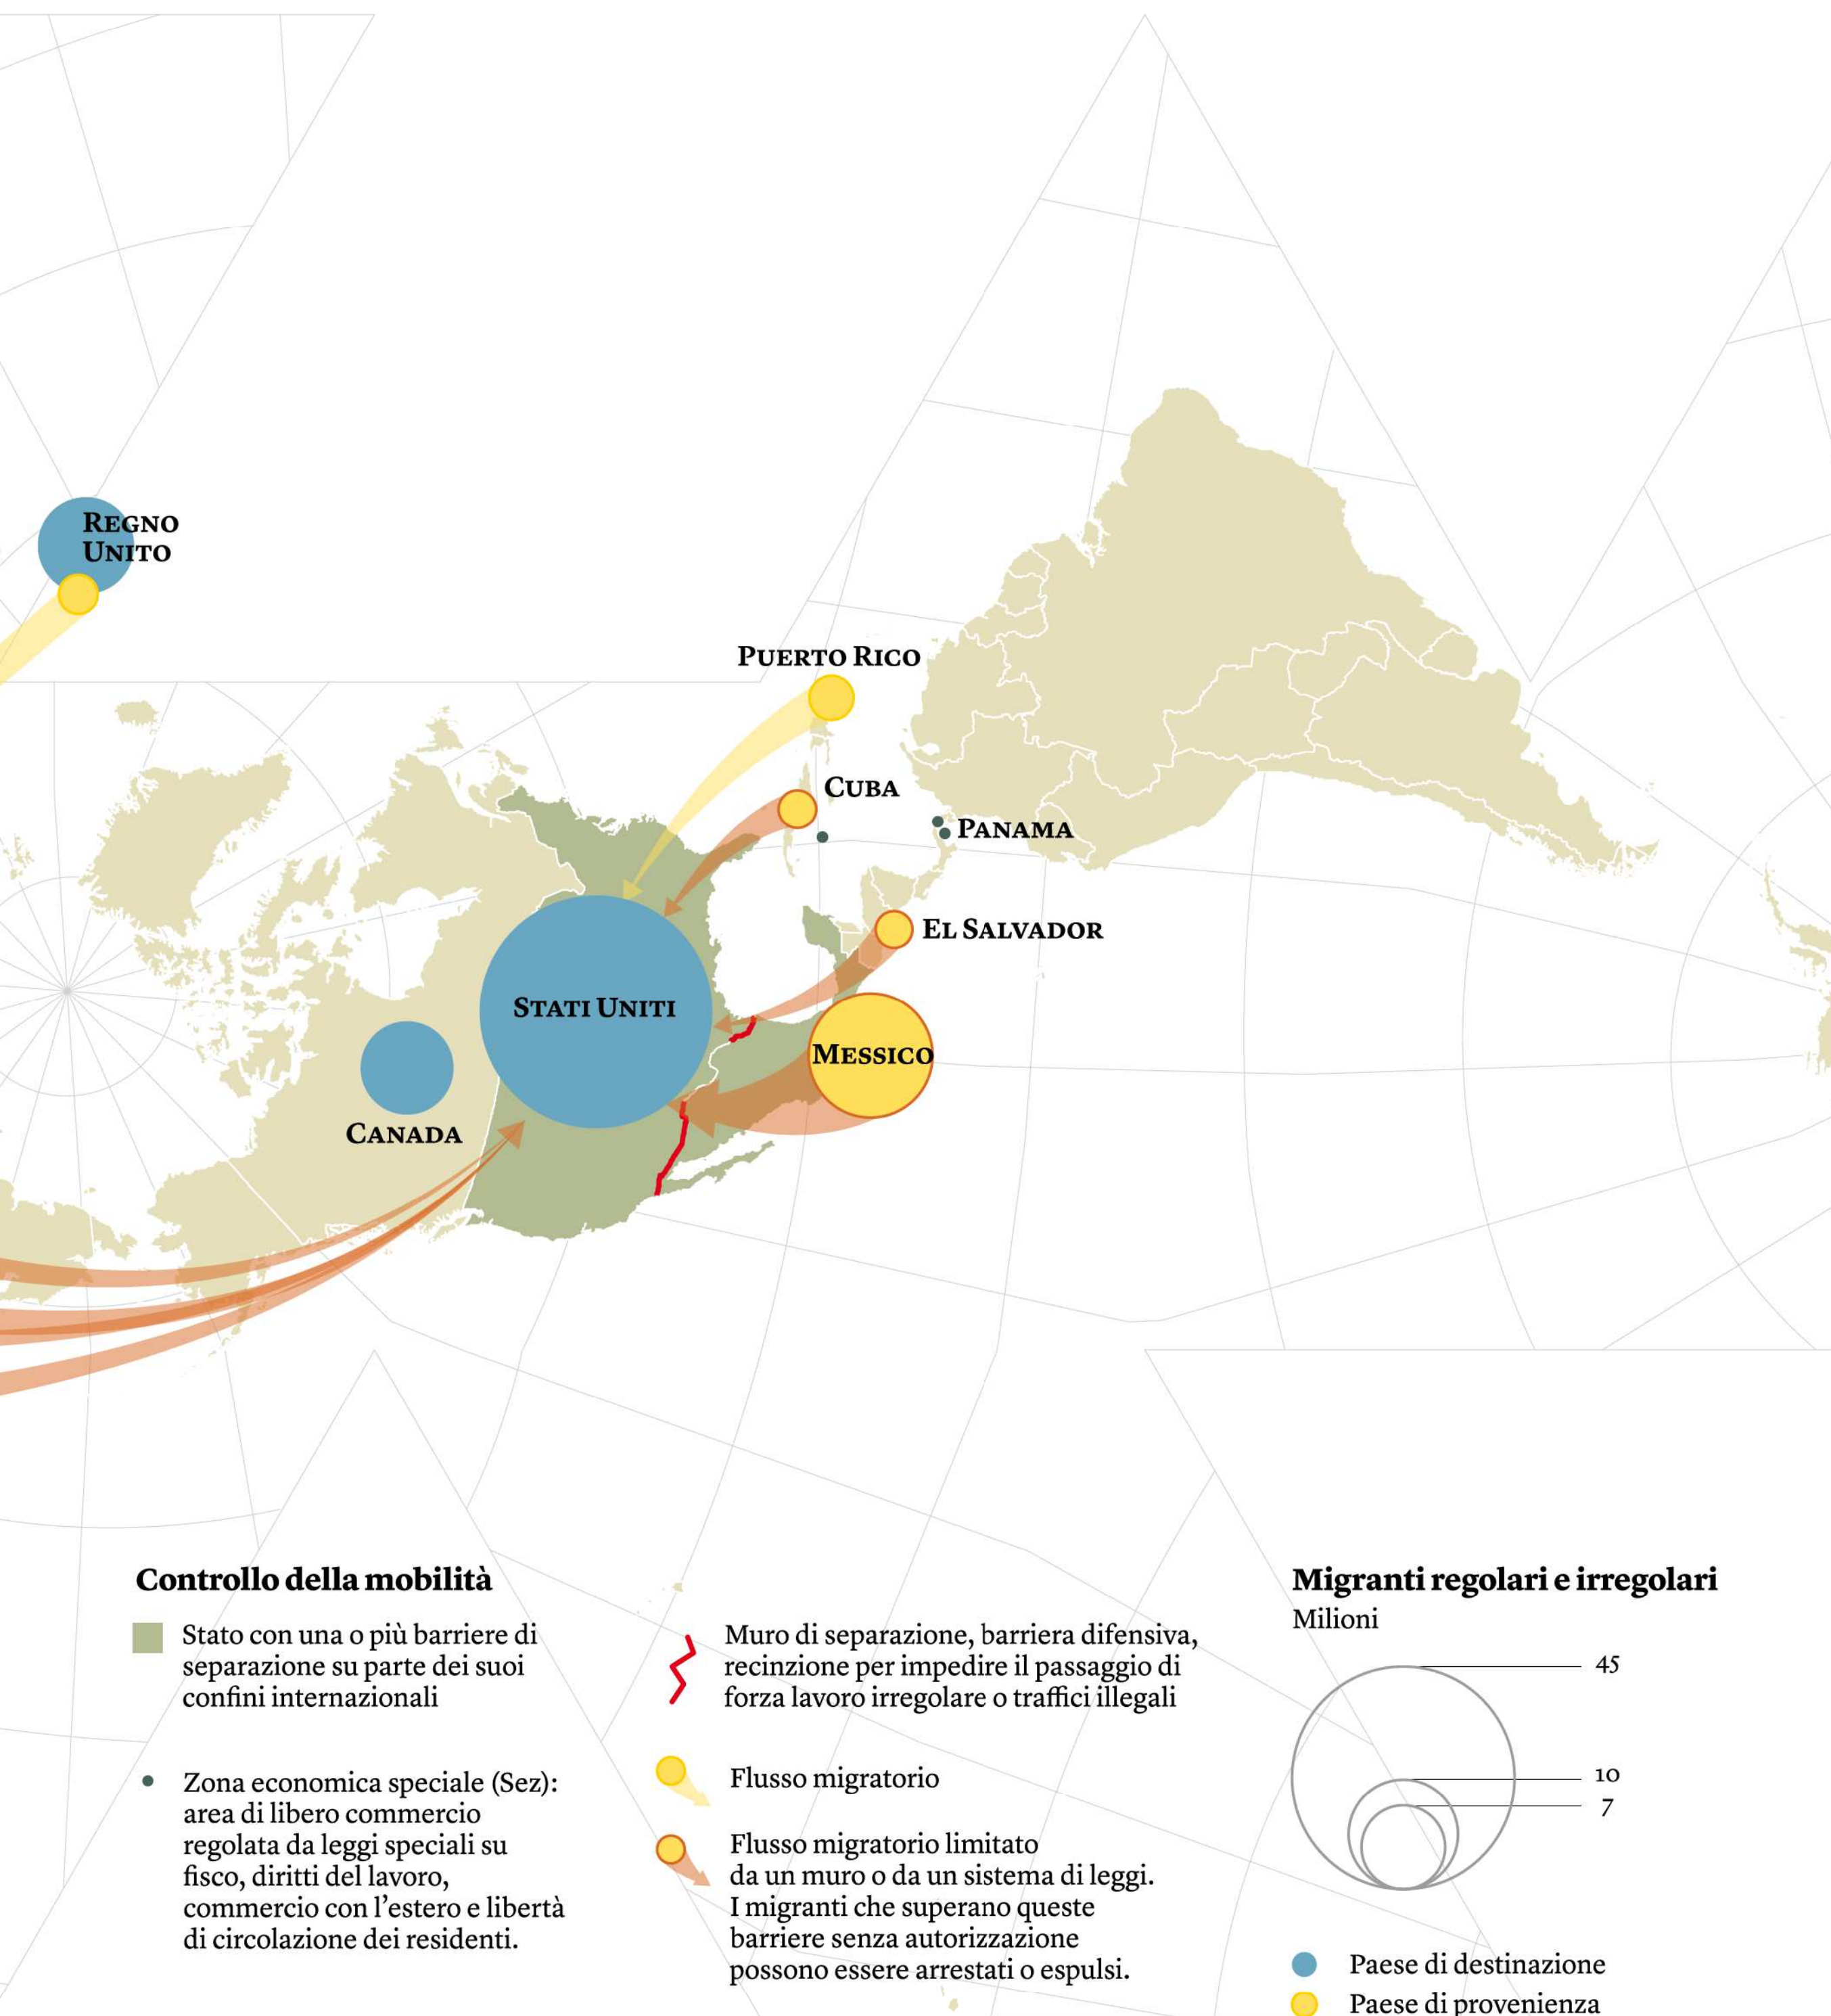 REGNO
UNITO
PUERTO RICO
CUBA
PANAMA
EL SALVADOR
STATI UNITI
MESSICO
CANADA
Controllo della mobilità
Stato con una o più barriere di
separazione su parte dei suoi
confini internazionali
Zona economica speciale (Sez):
area di libero commercio
regolata da leggi speciali su
fisco, diritti del lavoro,
commercio con l'estero e libertà
di circolazione dei residenti.
Muro di separazione, barriera difensiva,
recinzione per impedire il passaggio di
forza lavoro irregolare o traffici illegali
Flusso migratorio
Flusso migratorio limitato
da un muro o da un sistema di leggi.
I migranti che superano queste
barriere senza autorizzazione
possono essere arrestati o espulsi.
Migranti regolari e irregolari
Milioni
45
10
7
Paese di destinazione
Paese di provenienza